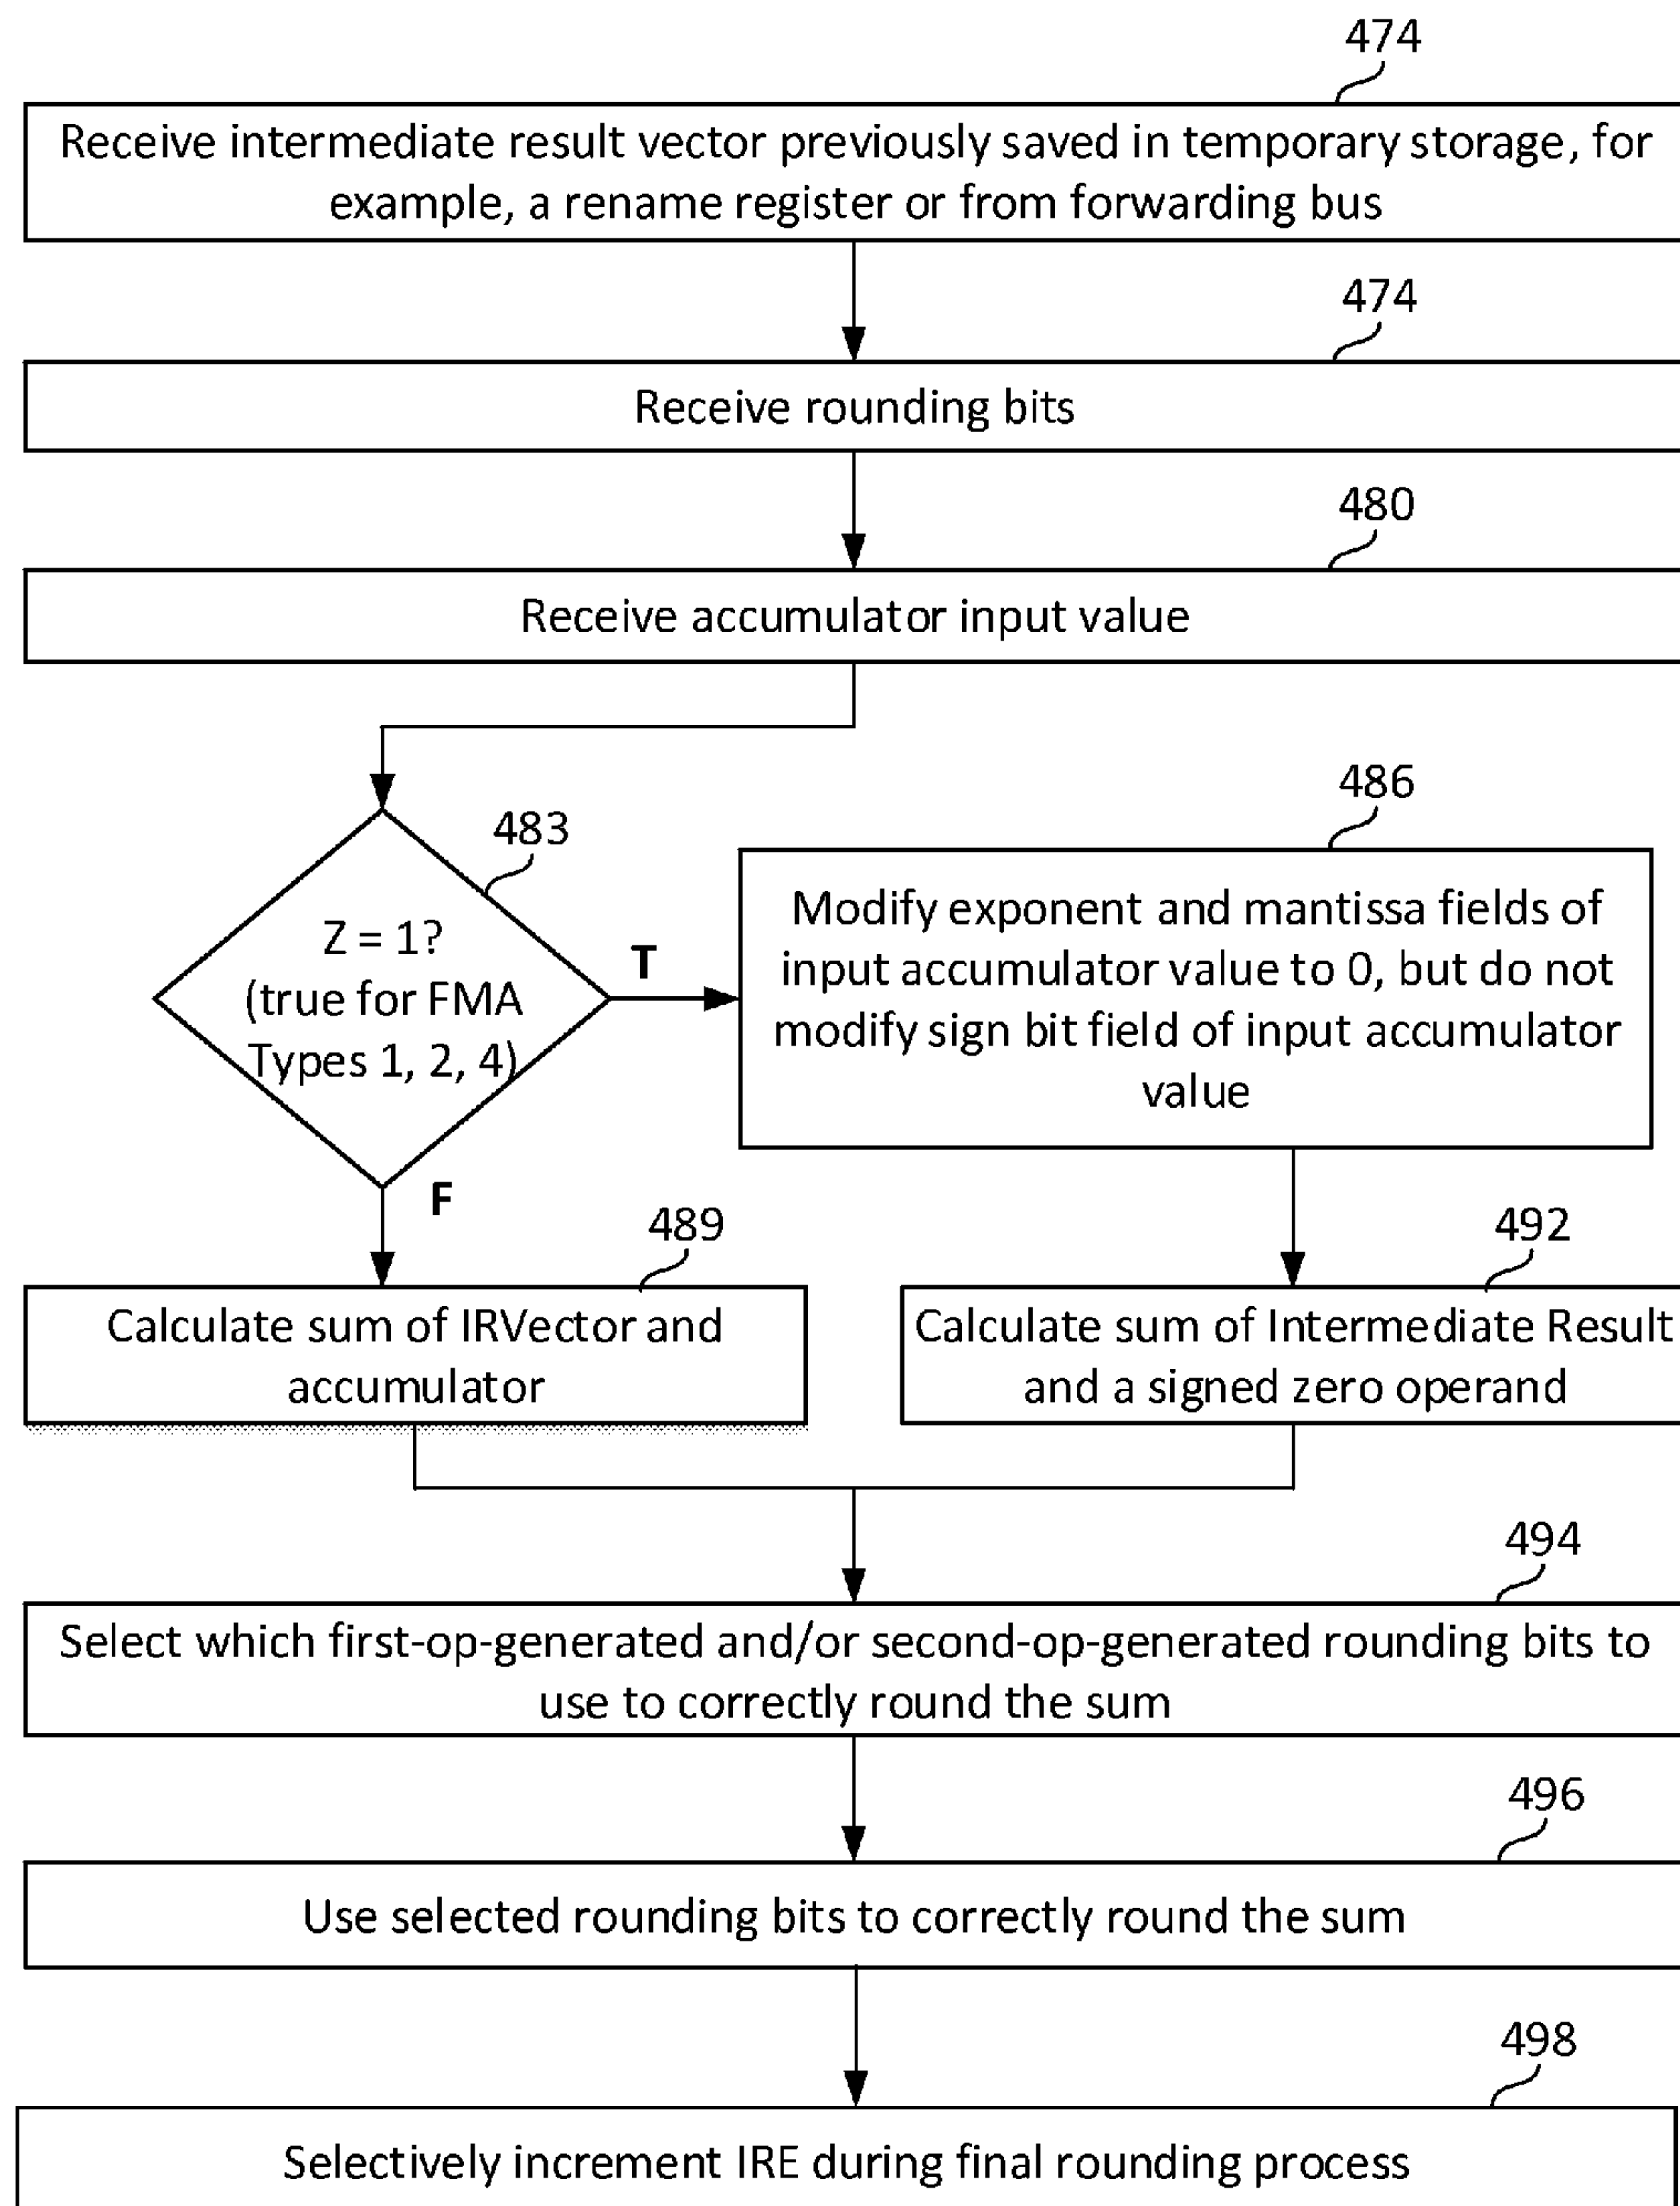 474
Receive intermediate result vector previously saved in temporary storage, for
example, a rename register or from forwarding bus
474
Receive rounding bits
480
Receive accumulator input value
483
Z = 1?
(true for FMA
Types 1, 2, 4)
T
F
486
Modify exponent and mantissa fields of
input accumulator value to 0, but do not
modify sign bit field of input accumulator
value
489
Calculate sum of IRVector and
accumulator
492
Calculate sum of Intermediate Result
and a signed zero operand
494
Select which first-op-generated and/or second-op-generated rounding bits to
use to correctly round the sum
496
Use selected rounding bits to correctly round the sum
498
Selectively increment IRE during final rounding process